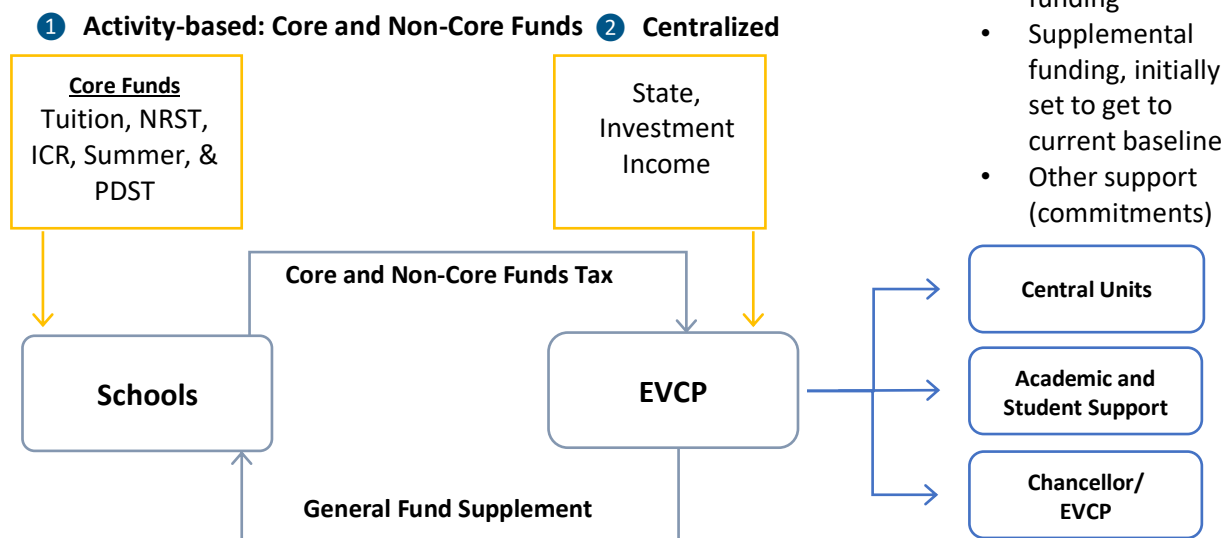 1 Activity-based: Core and Non-Core Funds 2 Centralized
Core Funds
Tuition, NRST,
ICR, Summer, &
PDST
State,
Investment
Income
funding
• Supplemental
funding, initially
set to get to
current baseline
• Other support
(commitments)
Core and Non-Core Funds Tax
Schools
EVCP
General Fund Supplement
Central Units
Academic and
Student Support
Chancellor/
EVCP